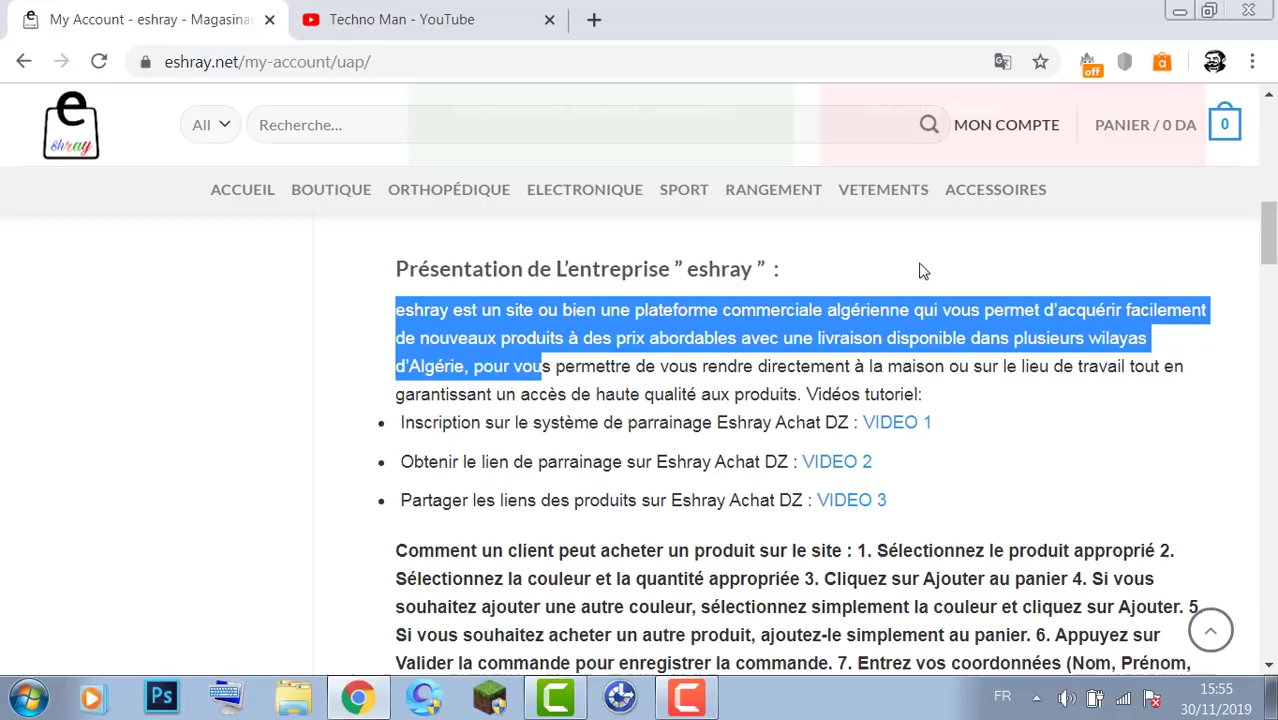 My Account - eshray - Magasinag
Techno Man - YouTube
eshray.net/my-account/uap/
off
a
e
shray
All
Recherche...
MON COMPTE
PANIER / 0 DA
0
ACCUEIL BOUTIQUE ORTHOPÉDIQUE ELECTRONIQUE SPORT RANGEMENT VETEMENTS ACCESSOIRES
Présentation de L’entreprise ” eshray ” :
eshray est un site ou bien une plateforme commerciale algérienne qui vous permet d’acquérir facilement
de nouveaux produits à des prix abordables avec une livraison disponible dans plusieurs wilayas
d’Algérie, pour vous permettre de vous rendre directement à la maison ou sur le lieu de travail tout en
garantissant un accès de haute qualité aux produits. Vidéos tutoriel:
• Inscription sur le système de parrainage Eshray Achat DZ : VIDEO 1
• Obtenir le lien de parrainage sur Eshray Achat DZ : VIDEO 2
• Partager les liens des produits sur Eshray Achat DZ : VIDEO 3
Comment un client peut acheter un produit sur le site : 1. Sélectionnez le produit approprié 2.
Sélectionnez la couleur et la quantité appropriée 3. Cliquez sur Ajouter au panier 4. Si vous
souhaitez ajouter une autre couleur, sélectionnez simplement la couleur et cliquez sur Ajouter. 5.
Si vous souhaitez acheter un autre produit, ajoutez-le simplement au panier. 6. Appuyez sur
Valider la commande pour enregistrer la commande. 7. Entrez vos coordonnées (Nom, Prénom,
Ps
FR
15:55
30/11/2019